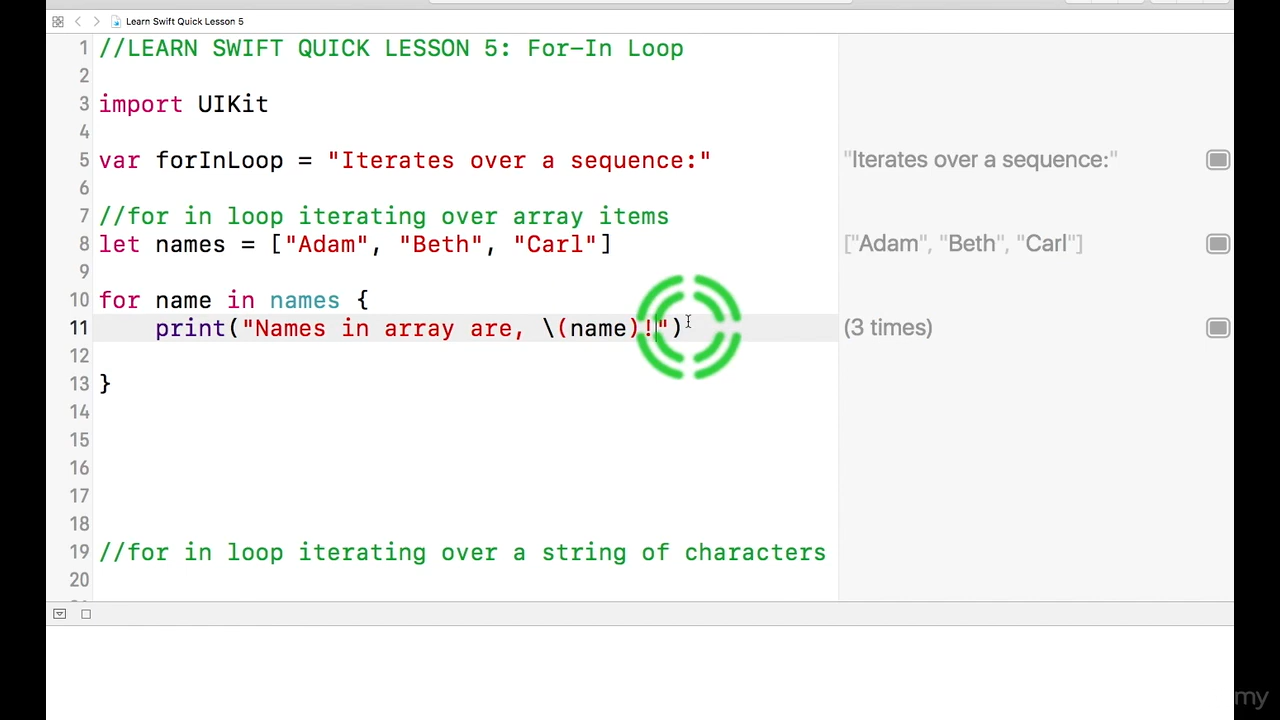 Learn Swift Quick Lesson 5
1 //LEARN SWIFT QUICK LESSON 5: For-In Loop
2
3 import UIKit
4
5 var forInLoop = "Iterates over a sequence:" "Iterates over a sequence:"
6
7 //for in loop iterating over array items
8 let names = ["Adam", "Beth", "Carl"] ["Adam", "Beth", "Carl"]
9
10 for name in names {
11 print("Names in array are, \(name)!") (3 times)
12
13 }
14
15
16
17
18
19 //for in loop iterating over a string of characters
20
my